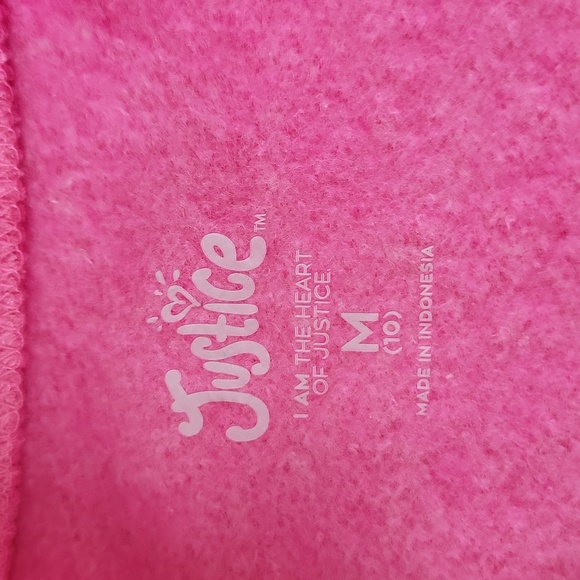 Justice™
I AM THE HEART
OF JUSTICE
M
(10)
MADE IN INDONESIA